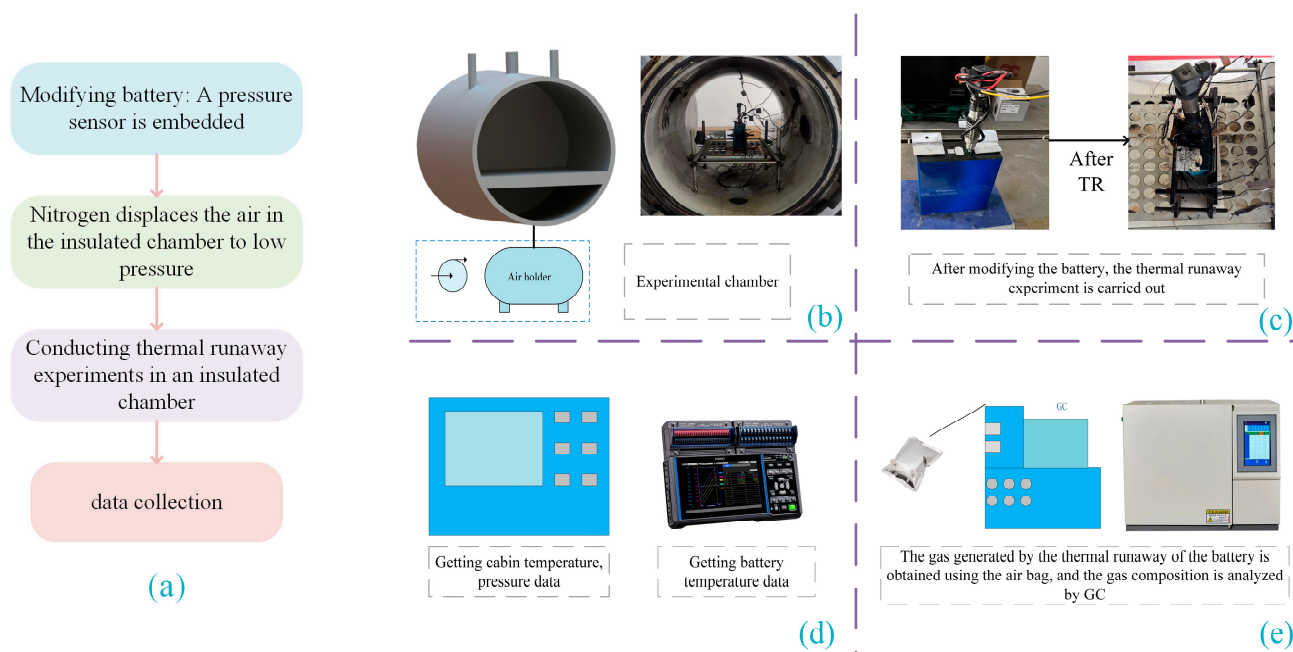 Modifying battery: A pressure
sensor is embedded
Nitrogen displaces the air in
the insulated chamber to low
pressure
Conducting thermal runaway
experiments in an insulated
chamber
data collection
(a)
Air holder
Experimental chamber
(b)
After
TR
After modifying the battery, the thermal runaway
experiment is carried out
(c)
Getting cabin temperature,
pressure data
Getting battery
temperature data
(d)
GC
The gas generated by the thermal runaway of the battery is
obtained using the air bag, and the gas composition is analyzed
by GC
(e)